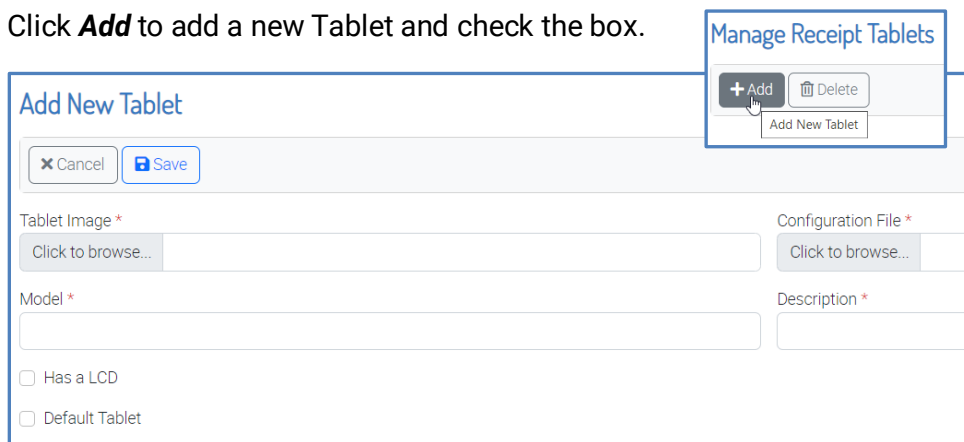 Click Add to add a new Tablet and check the box.
Manage Receipt Tablets
Add Delete
Add New Tablet
Add New Tablet
Cancel Save
Tablet Image * Configuration File *
Click to browse... Click to browse...
Model * Description *
Has a LCD
Default Tablet